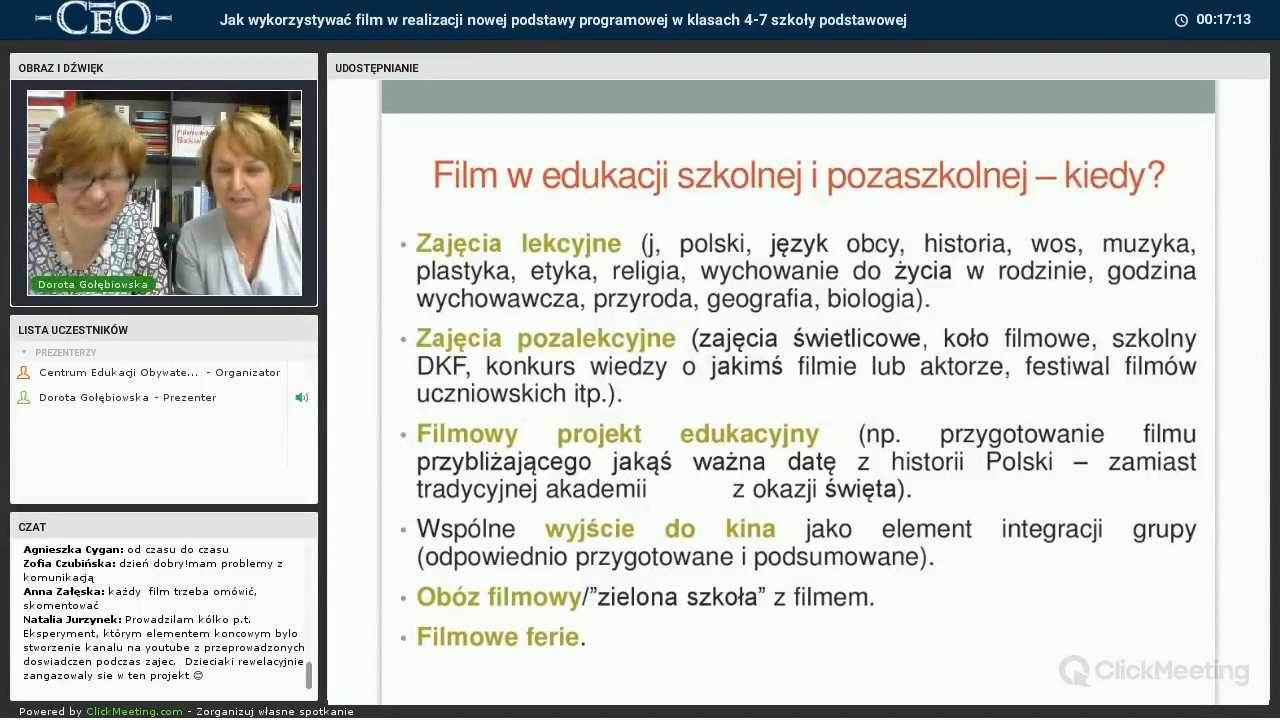 CEO
Jak wykorzystywać film w realizacji nowej podstawy programowej w klasach 4-7 szkoły podstawowej
00:17:13
OBRAZ I DŹWIĘK
Dorota Gołębiowska
LISTA UCZESTNIKÓW
PREZENTERZY
Centrum Edukacji Obywate... - Organizator
Dorota Gołębiowska - Prezenter
CZAT
Agnieszka Cygan: od czasu do czasu
Zofia Czubińska: dzień dobry!mam problemy z
komunikacją
Anna Załęska: każdy film trzeba omówić,
skomentować
Natalia Jurzynek: Prowadzilam kólko p.t.
Eksperyment, którym elementem koncowym bylo
stworzenie kanalu na youtube z przeprowadzonych
doswiadczen podczas zajec. Dzieciaki rewelacyjnie
zangazowaly sie w ten projekt 😊
UDOSTĘPNIANIE
Film w edukacji szkolnej i pozaszkolnej – kiedy?
• Zajęcia lekcyjne (j, polski, język obcy, historia, wos, muzyka,
plastyka, etyka, religia, wychowanie do życia w rodzinie, godzina
wychowawcza, przyroda, geografia, biologia).
• Zajęcia pozalekcyjne (zajęcia świetlicowe, koło filmowe, szkolny
DKF, konkurs wiedzy o jakimś filmie lub aktorze, festiwal filmów
uczniowskich itp.).
• Filmowy projekt edukacyjny (np. przygotowanie filmu
przybliżającego jakąś ważna datę z historii Polski – zamiast
tradycyjnej akademii z okazji święta).
• Wspólne wyjście do kina jako element integracji grupy
(odpowiednio przygotowane i podsumowane).
• Obóz filmowy/”zielona szkoła” z filmem.
• Filmowe ferie.
ClickMeeting
Powered by ClickMeeting.com - Zorganizuj własne spotkanie